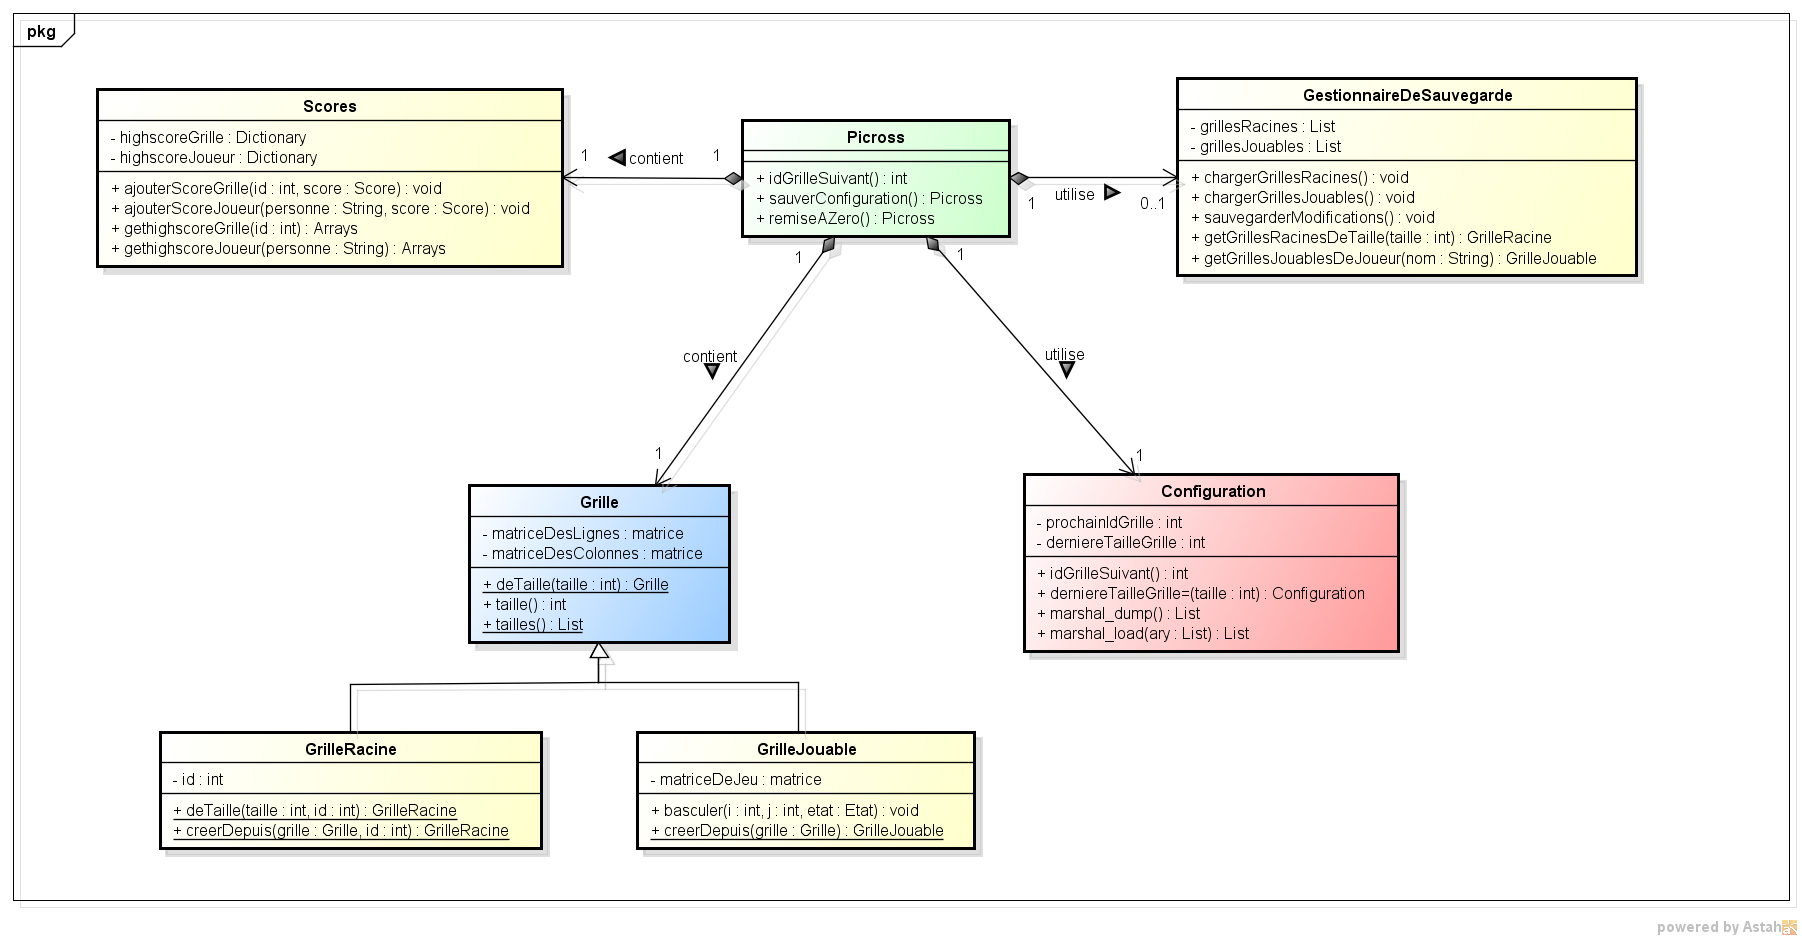 pkg
Scores
- highscoreGrille : Dictionary
- highscoreJoueur : Dictionary
+ ajouterScoreGrille(id : int, score : Score) : void
+ ajouterScoreJoueur(personne : String, score : Score) : void
+ gethighscoreGrille(id : int) : Arrays
+ gethighscoreJoueur(personne : String) : Arrays
1
contient
1
Picross
+ idGrilleSuivant() : int
+ sauverConfiguration() : Picross
+ remiseAZero() : Picross
1
utilise
0..1
GestionnaireDeSauvegarde
- grillesRacines : List
- grillesJouables : List
+ chargerGrillesRacines() : void
+ chargerGrillesJouables() : void
+ sauvegarderModifications() : void
+ getGrillesRacinesDeTaille(taille : int) : GrilleRacine
+ getGrillesJouablesDeJoueur(nom : String) : GrilleJouable
1
contient
1
1
utilise
1
Grille
- matriceDesLignes : matrice
- matriceDesColonnes : matrice
+ deTaille(taille : int) : Grille
+ taille() : int
+ tailles() : List
Configuration
- prochainIdGrille : int
- derniereTailleGrille : int
+ idGrilleSuivant() : int
+ derniereTailleGrille=(taille : int) : Configuration
+ marshal_dump() : List
+ marshal_load(ary : List) : List
GrilleRacine
- id : int
+ deTaille(taille : int, id : int) : GrilleRacine
+ creerDepuis(grille : Grille, id : int) : GrilleRacine
GrilleJouable
- matriceDeJeu : matrice
+ basculer(i : int, j : int, etat : Etat) : void
+ creerDepuis(grille : Grille) : GrilleJouable
powered by Astah